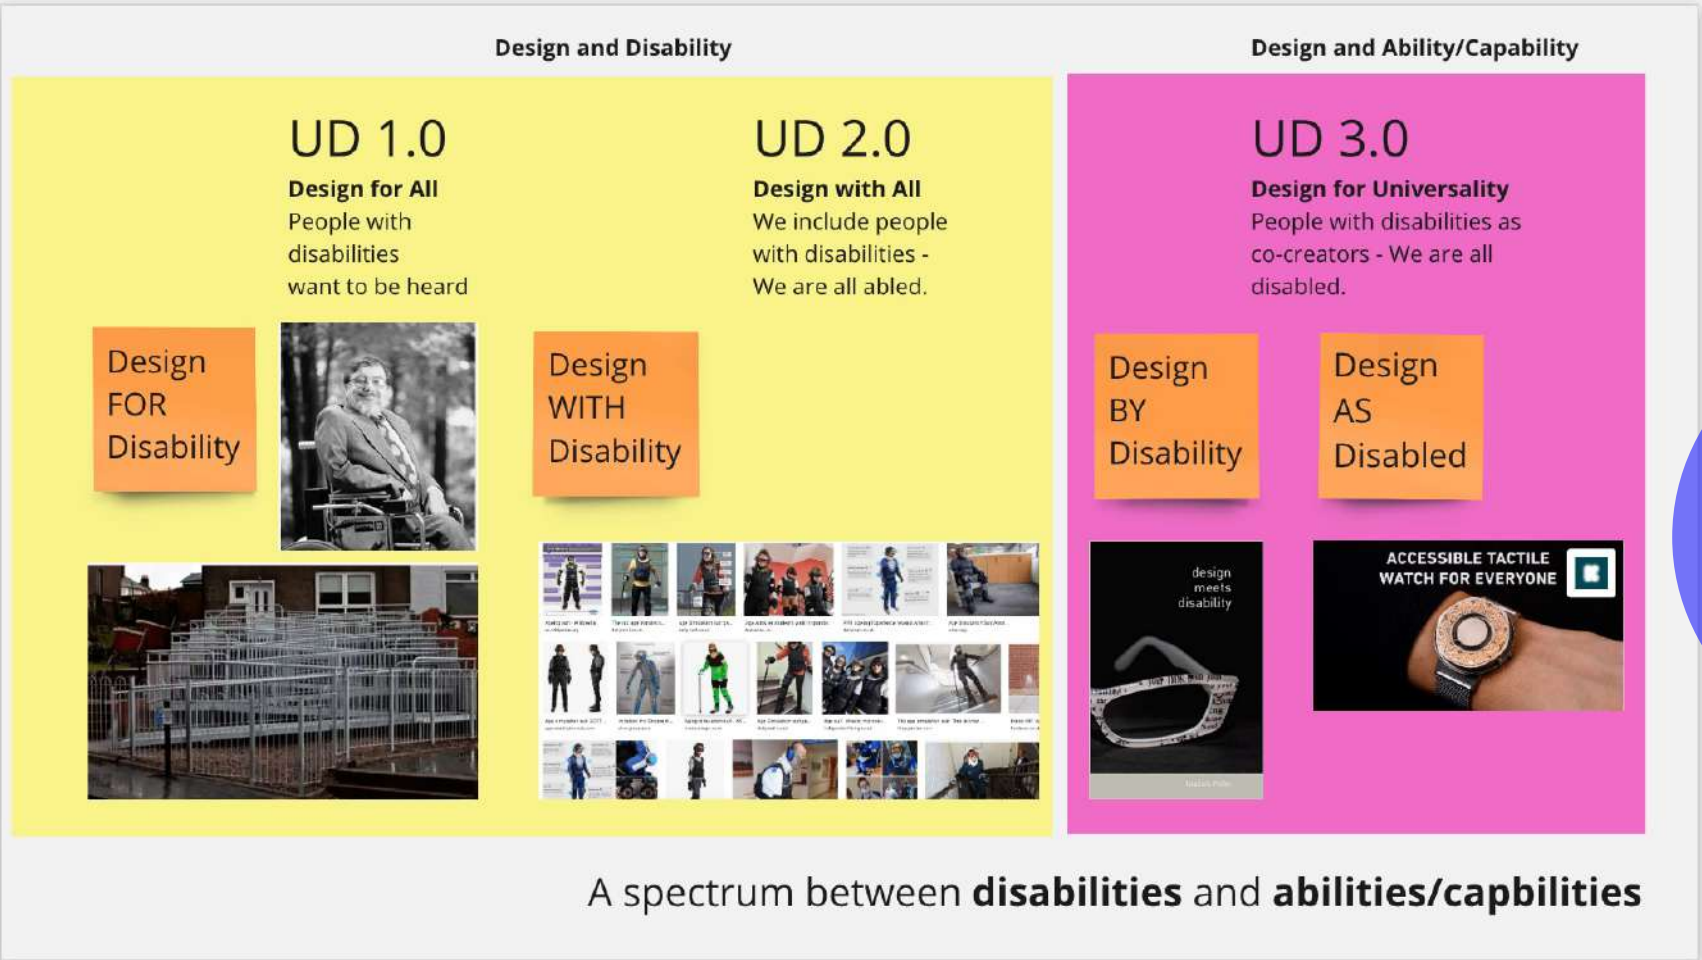 Design and Disability
Design and Ability/Capability
UD 1.0
Design for All
People with
disabilities
want to be heard
UD 2.0
Design with All
We include people
with disabilities -
We are all abled.
UD 3.0
Design for Universality
People with disabilities as
co-creators - We are all
disabled.
Design
FOR
Disability
Design
WITH
Disability
Design
BY
Disability
Design
AS
Disabled
design
meets
disability
ACCESSIBLE TACTILE
WATCH FOR EVERYONE
A spectrum between disabilities and abilities/capbilities